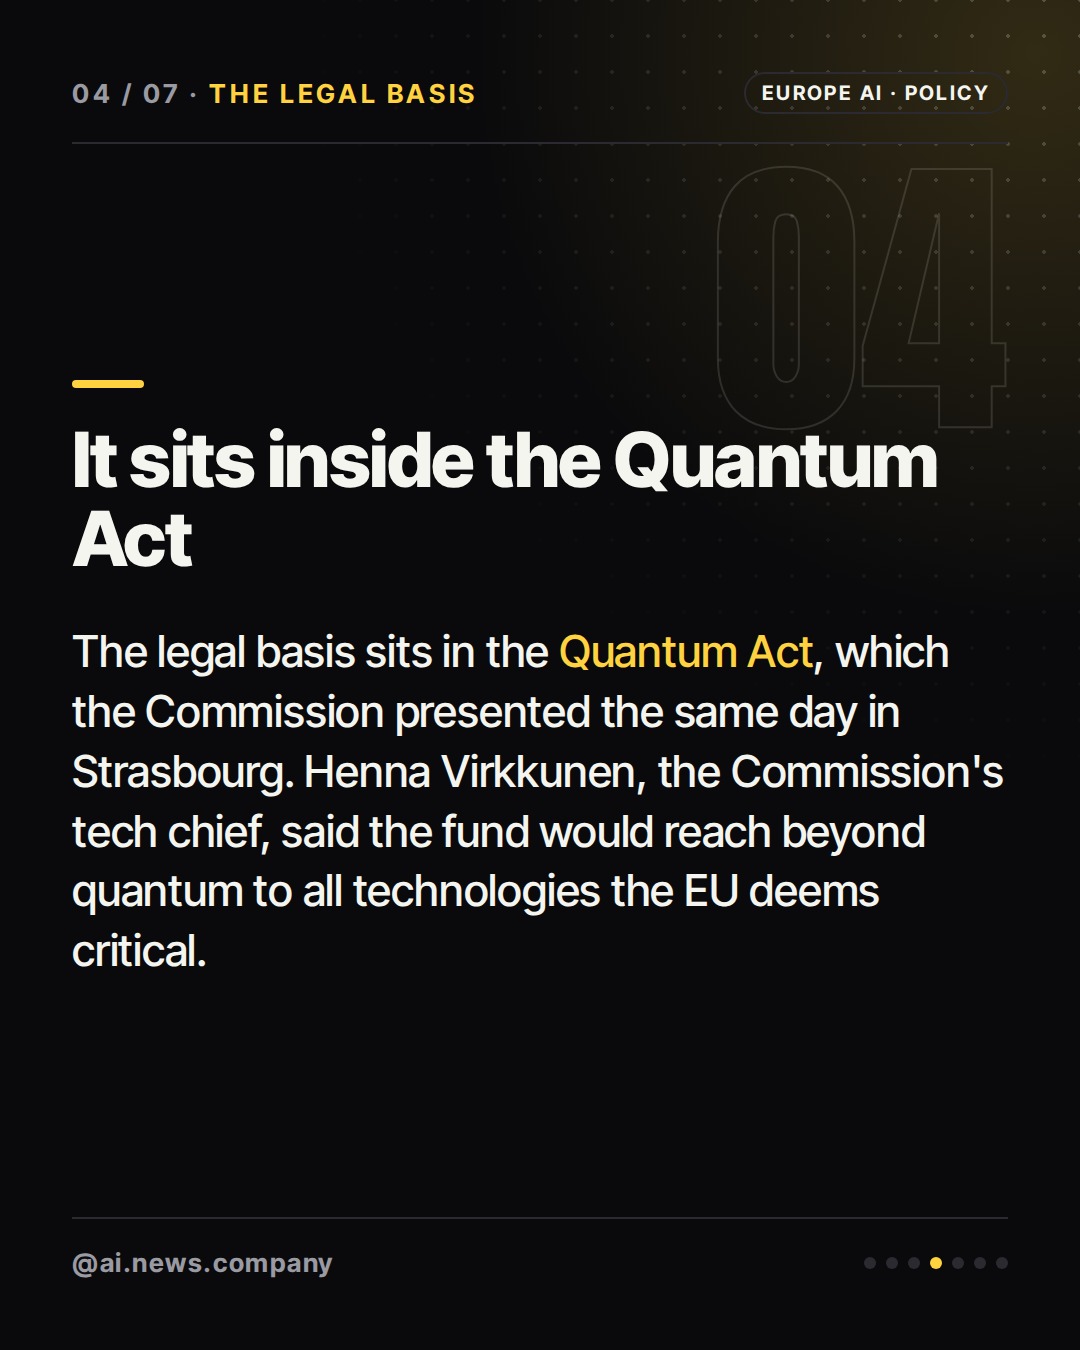 04 / 07 · THE LEGAL BASIS
EUROPE AI · POLICY
04
It sits inside the Quantum
Act
The legal basis sits in the Quantum Act, which
the Commission presented the same day in
Strasbourg. Henna Virkkunen, the Commission's
tech chief, said the fund would reach beyond
quantum to all technologies the EU deems
critical.
@ai.news.company